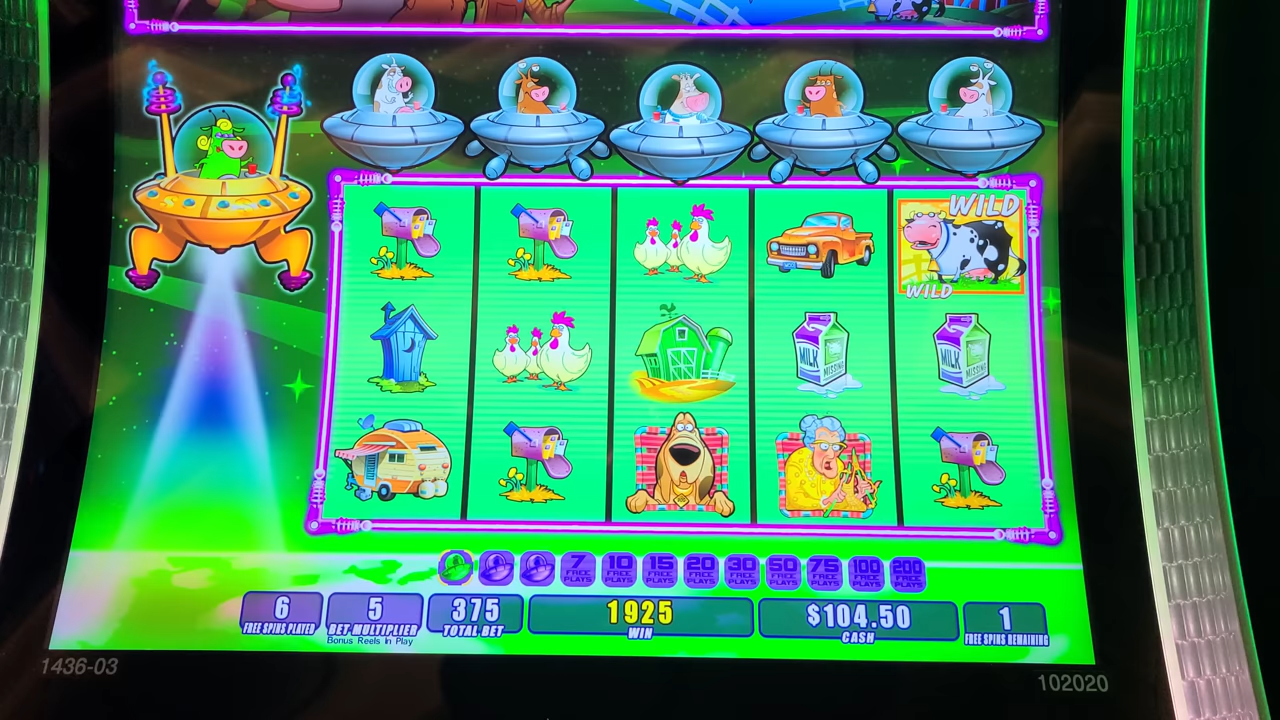 WILD
WILD
MILK
MISSING
MILK
MISSING
7 FREE PLAYS
10 FREE PLAYS
15 FREE PLAYS
20 FREE PLAYS
30 FREE PLAYS
50 FREE PLAYS
75 FREE PLAYS
100 FREE PLAYS
200 FREE PLAYS
6
FREE SPINS PLAYED
5
BET MULTIPLIER
Bonus Reels In Play
375
TOTAL BET
1925
WIN
$104.50
CASH
1
FREE SPINS REMAINING
1436-03
102020